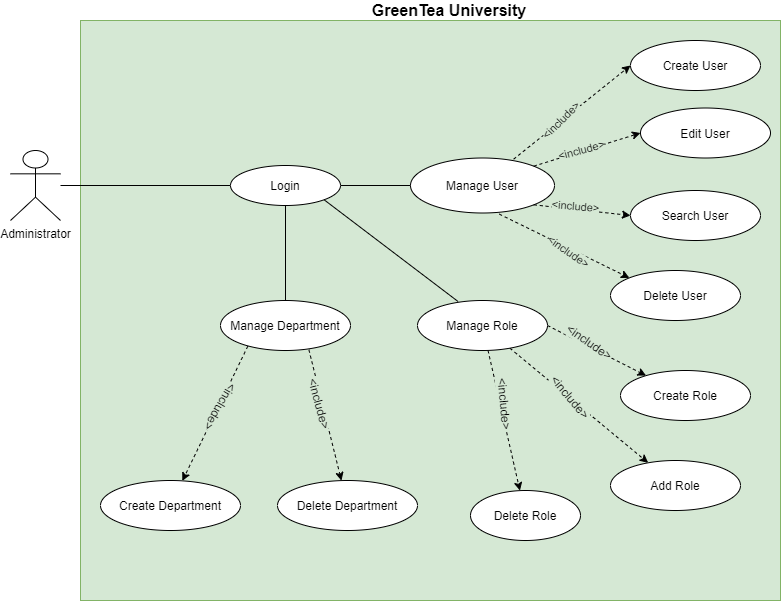 GreenTea University
Create User
<include>
Edit User
<include>
Login
Manage User
<include>
Search User
Administrator
<include>
Delete User
Manage Department
Manage Role
<include>
Create Role
<include>
<include>
<include>
<include>
Add Role
Create Department
Delete Department
Delete Role